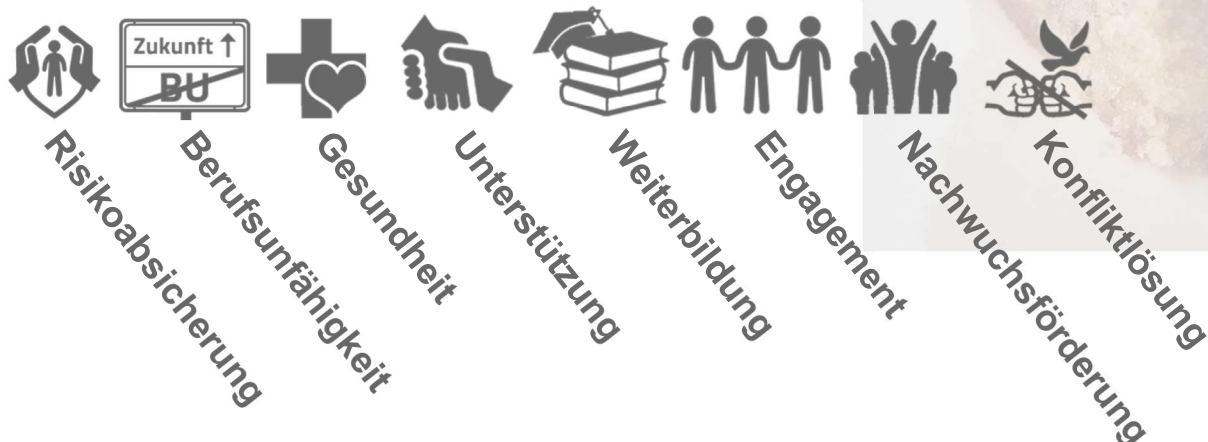 Zukunft ↑
BU
Risikoabsicherung
Berufsunfähigkeit
Gesundheit
Unterstützung
Weiterbildung
Engagement
Nachwuchsförderung
Konfliktlösung